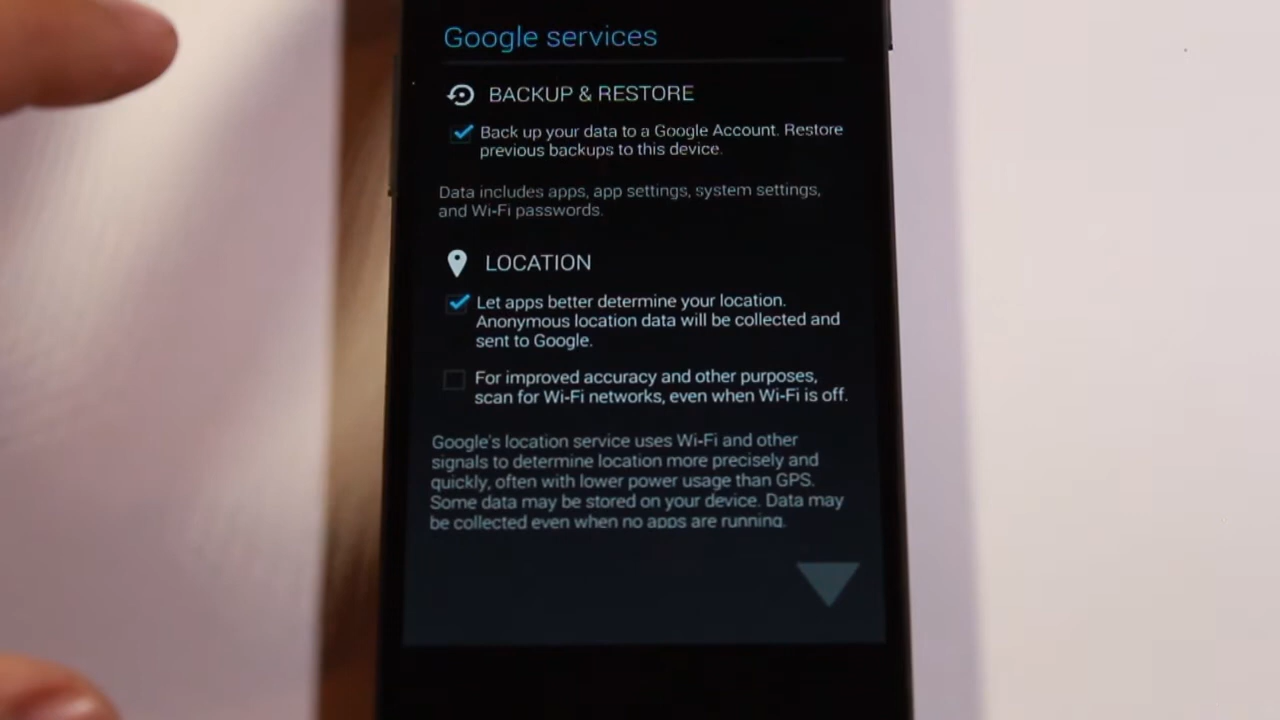 Google services
BACKUP & RESTORE
Back up your data to a Google Account. Restore
previous backups to this device.
Data includes apps, app settings, system settings,
and Wi-Fi passwords.
LOCATION
Let apps better determine your location.
Anonymous location data will be collected and
sent to Google.
For improved accuracy and other purposes,
scan for Wi-Fi networks, even when Wi-Fi is off.
Google's location service uses Wi-Fi and other
signals to determine location more precisely and
quickly, often with lower power usage than GPS.
Some data may be stored on your device. Data may
be collected even when no apps are running.